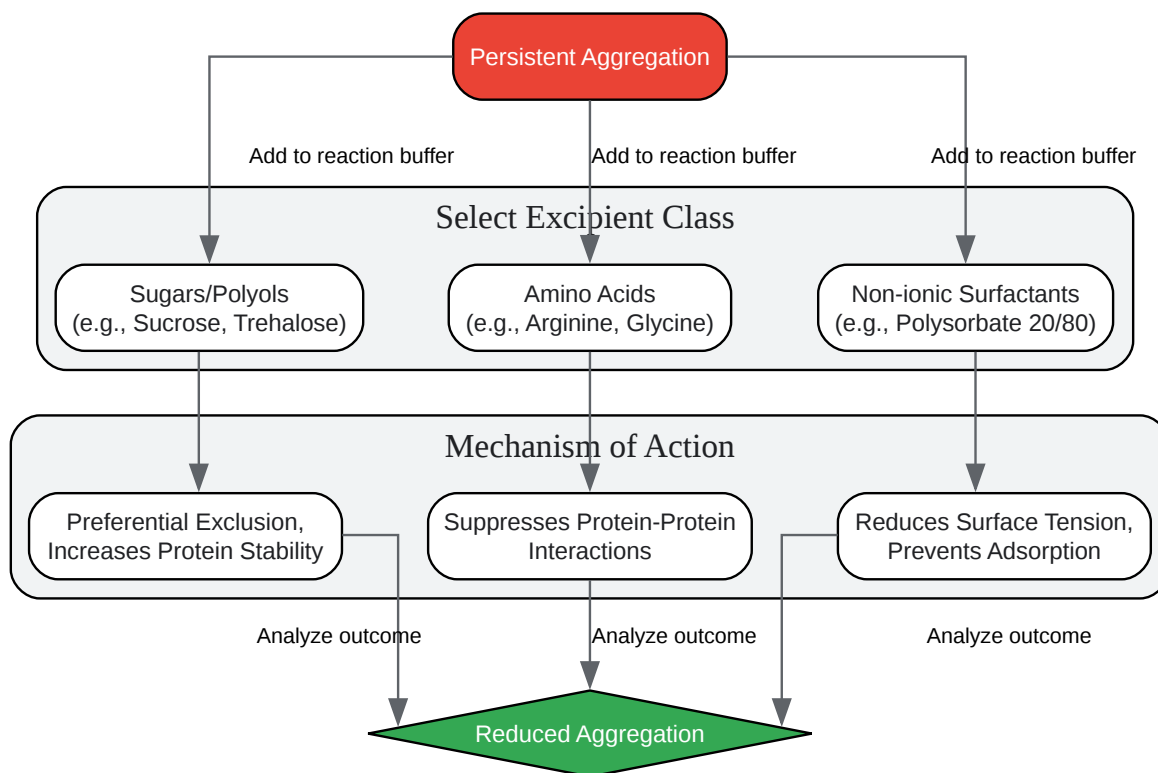 Persistent Aggregation
Add to reaction buffer
Add to reaction buffer
Add to reaction buffer
Select Excipient Class
Sugars/Polyols
(e.g., Sucrose, Trehalose)
Amino Acids
(e.g., Arginine, Glycine)
Non-ionic Surfactants
(e.g., Polysorbate 20/80)
Mechanism of Action
Preferential Exclusion,
Increases Protein Stability
Suppresses Protein-Protein
Interactions
Reduces Surface Tension,
Prevents Adsorption
Analyze outcome
Analyze outcome
Analyze outcome
Reduced Aggregation